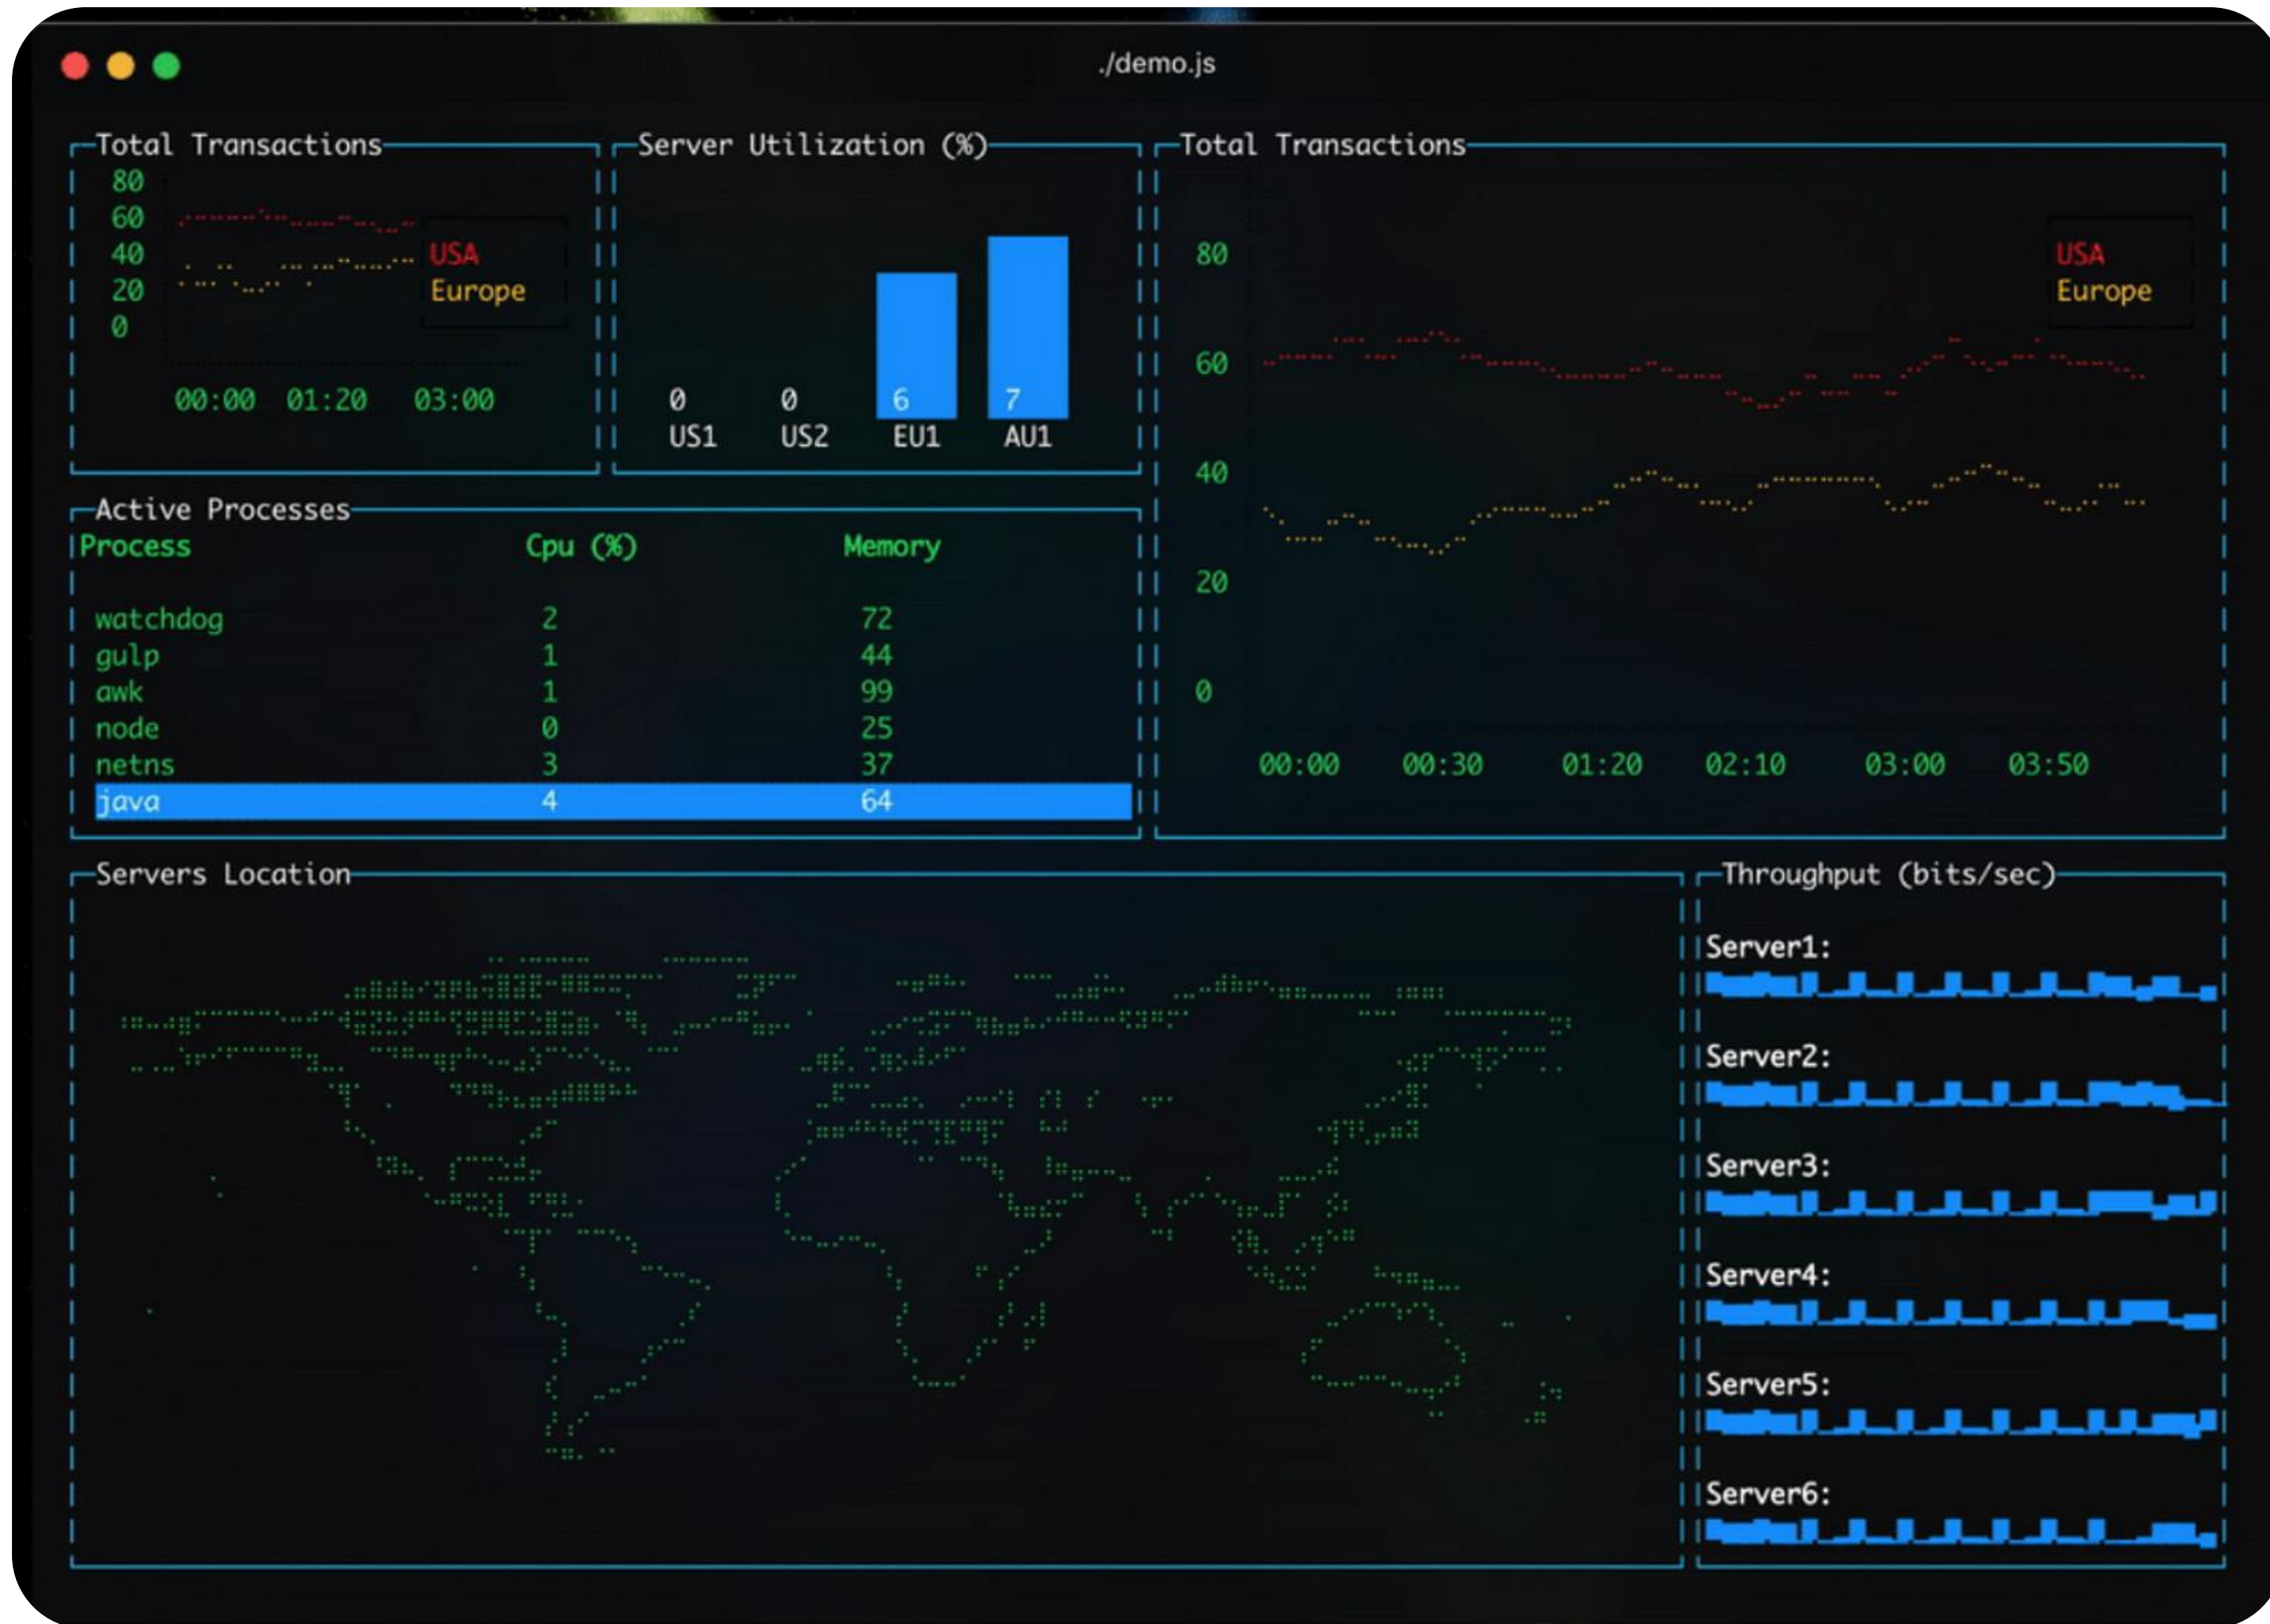 ./demo.js
Total Transactions
80
60
40
20
0
USA
Europe
00:00 01:20 03:00
Server Utilization (%)
0 0 6 7
US1 US2 EU1 AU1
Total Transactions
80
60
40
20
0
USA
Europe
00:00 00:30 01:20 02:10 03:00 03:50
Active Processes
Process Cpu (%) Memory
watchdog 2 72
gulp 1 44
awk 1 99
node 0 25
netns 3 37
java 4 64
Servers Location
Throughput (bits/sec)
Server1:
Server2:
Server3:
Server4:
Server5:
Server6: